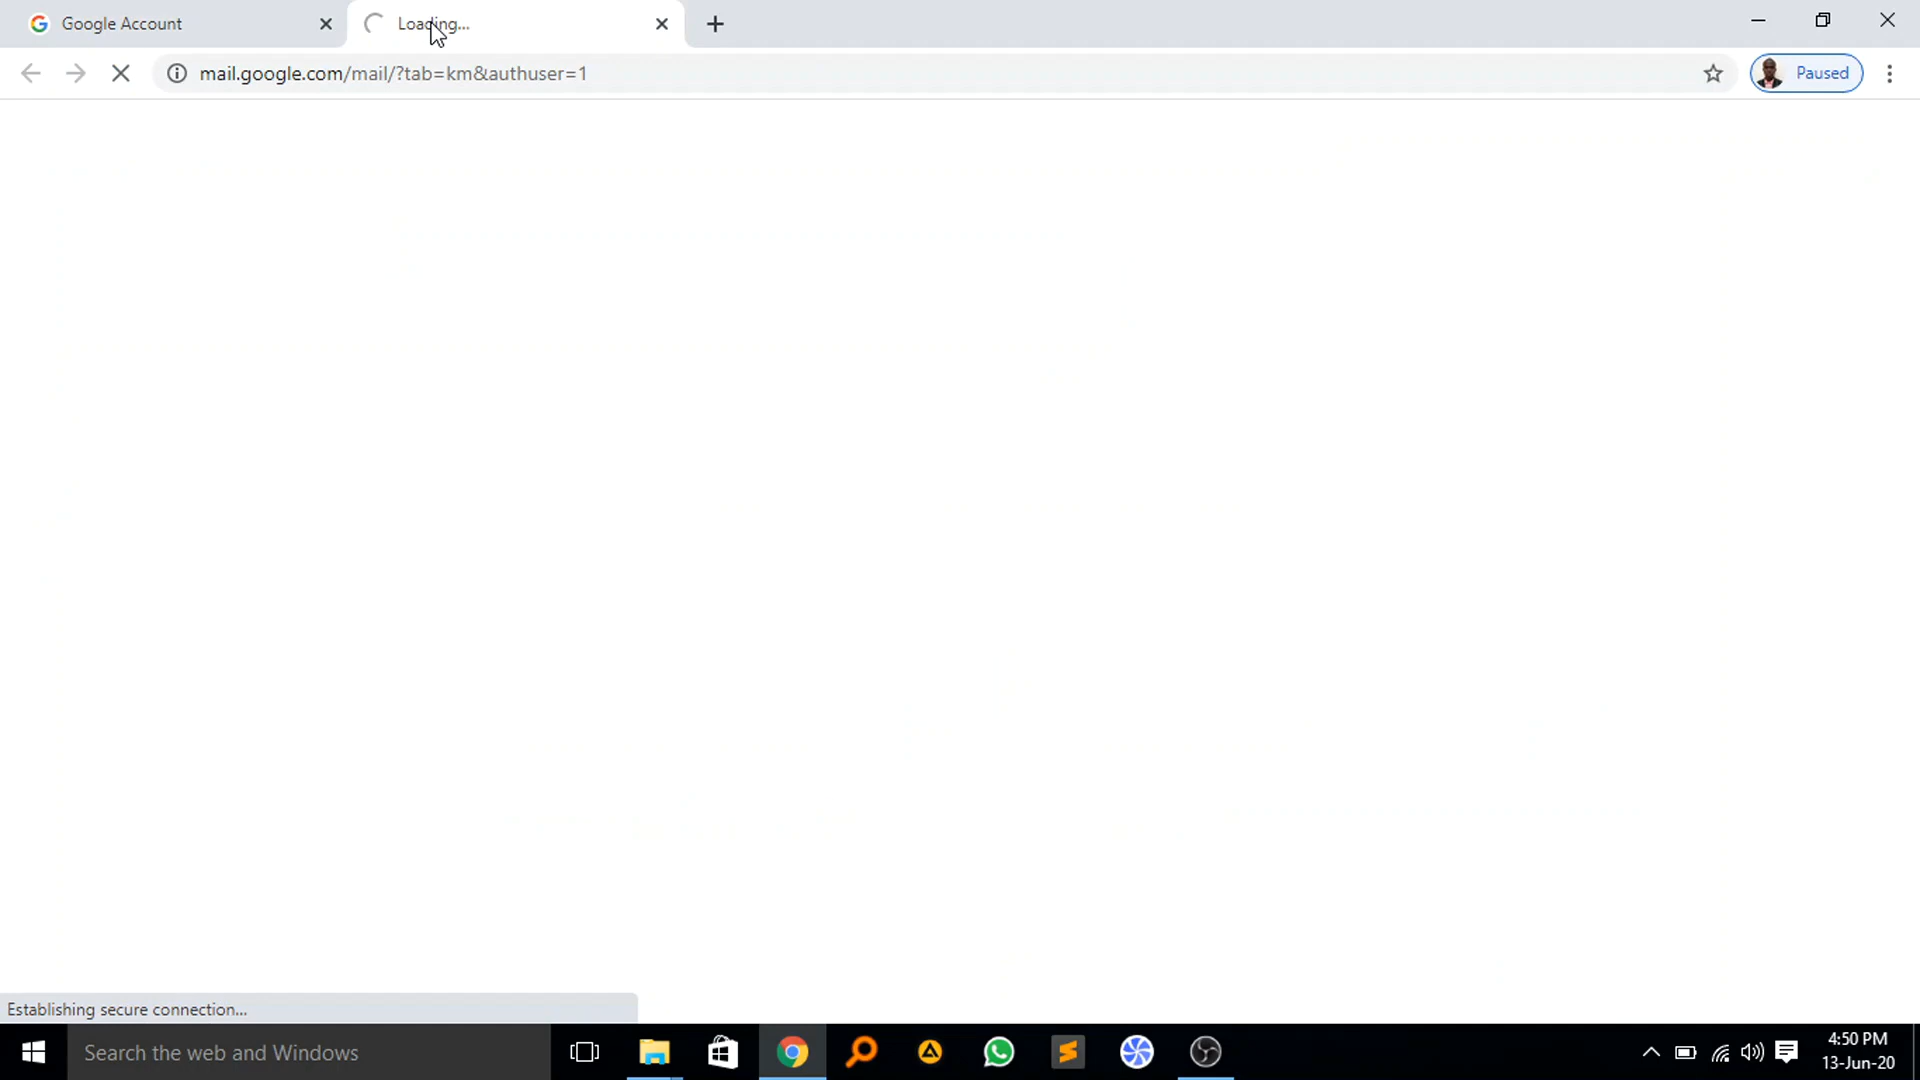 Google Account
Loading...
mail.google.com/mail/?tab=km&authuser=1
Paused
Establishing secure connection...
Search the web and Windows
4:50 PM
13-Jun-20